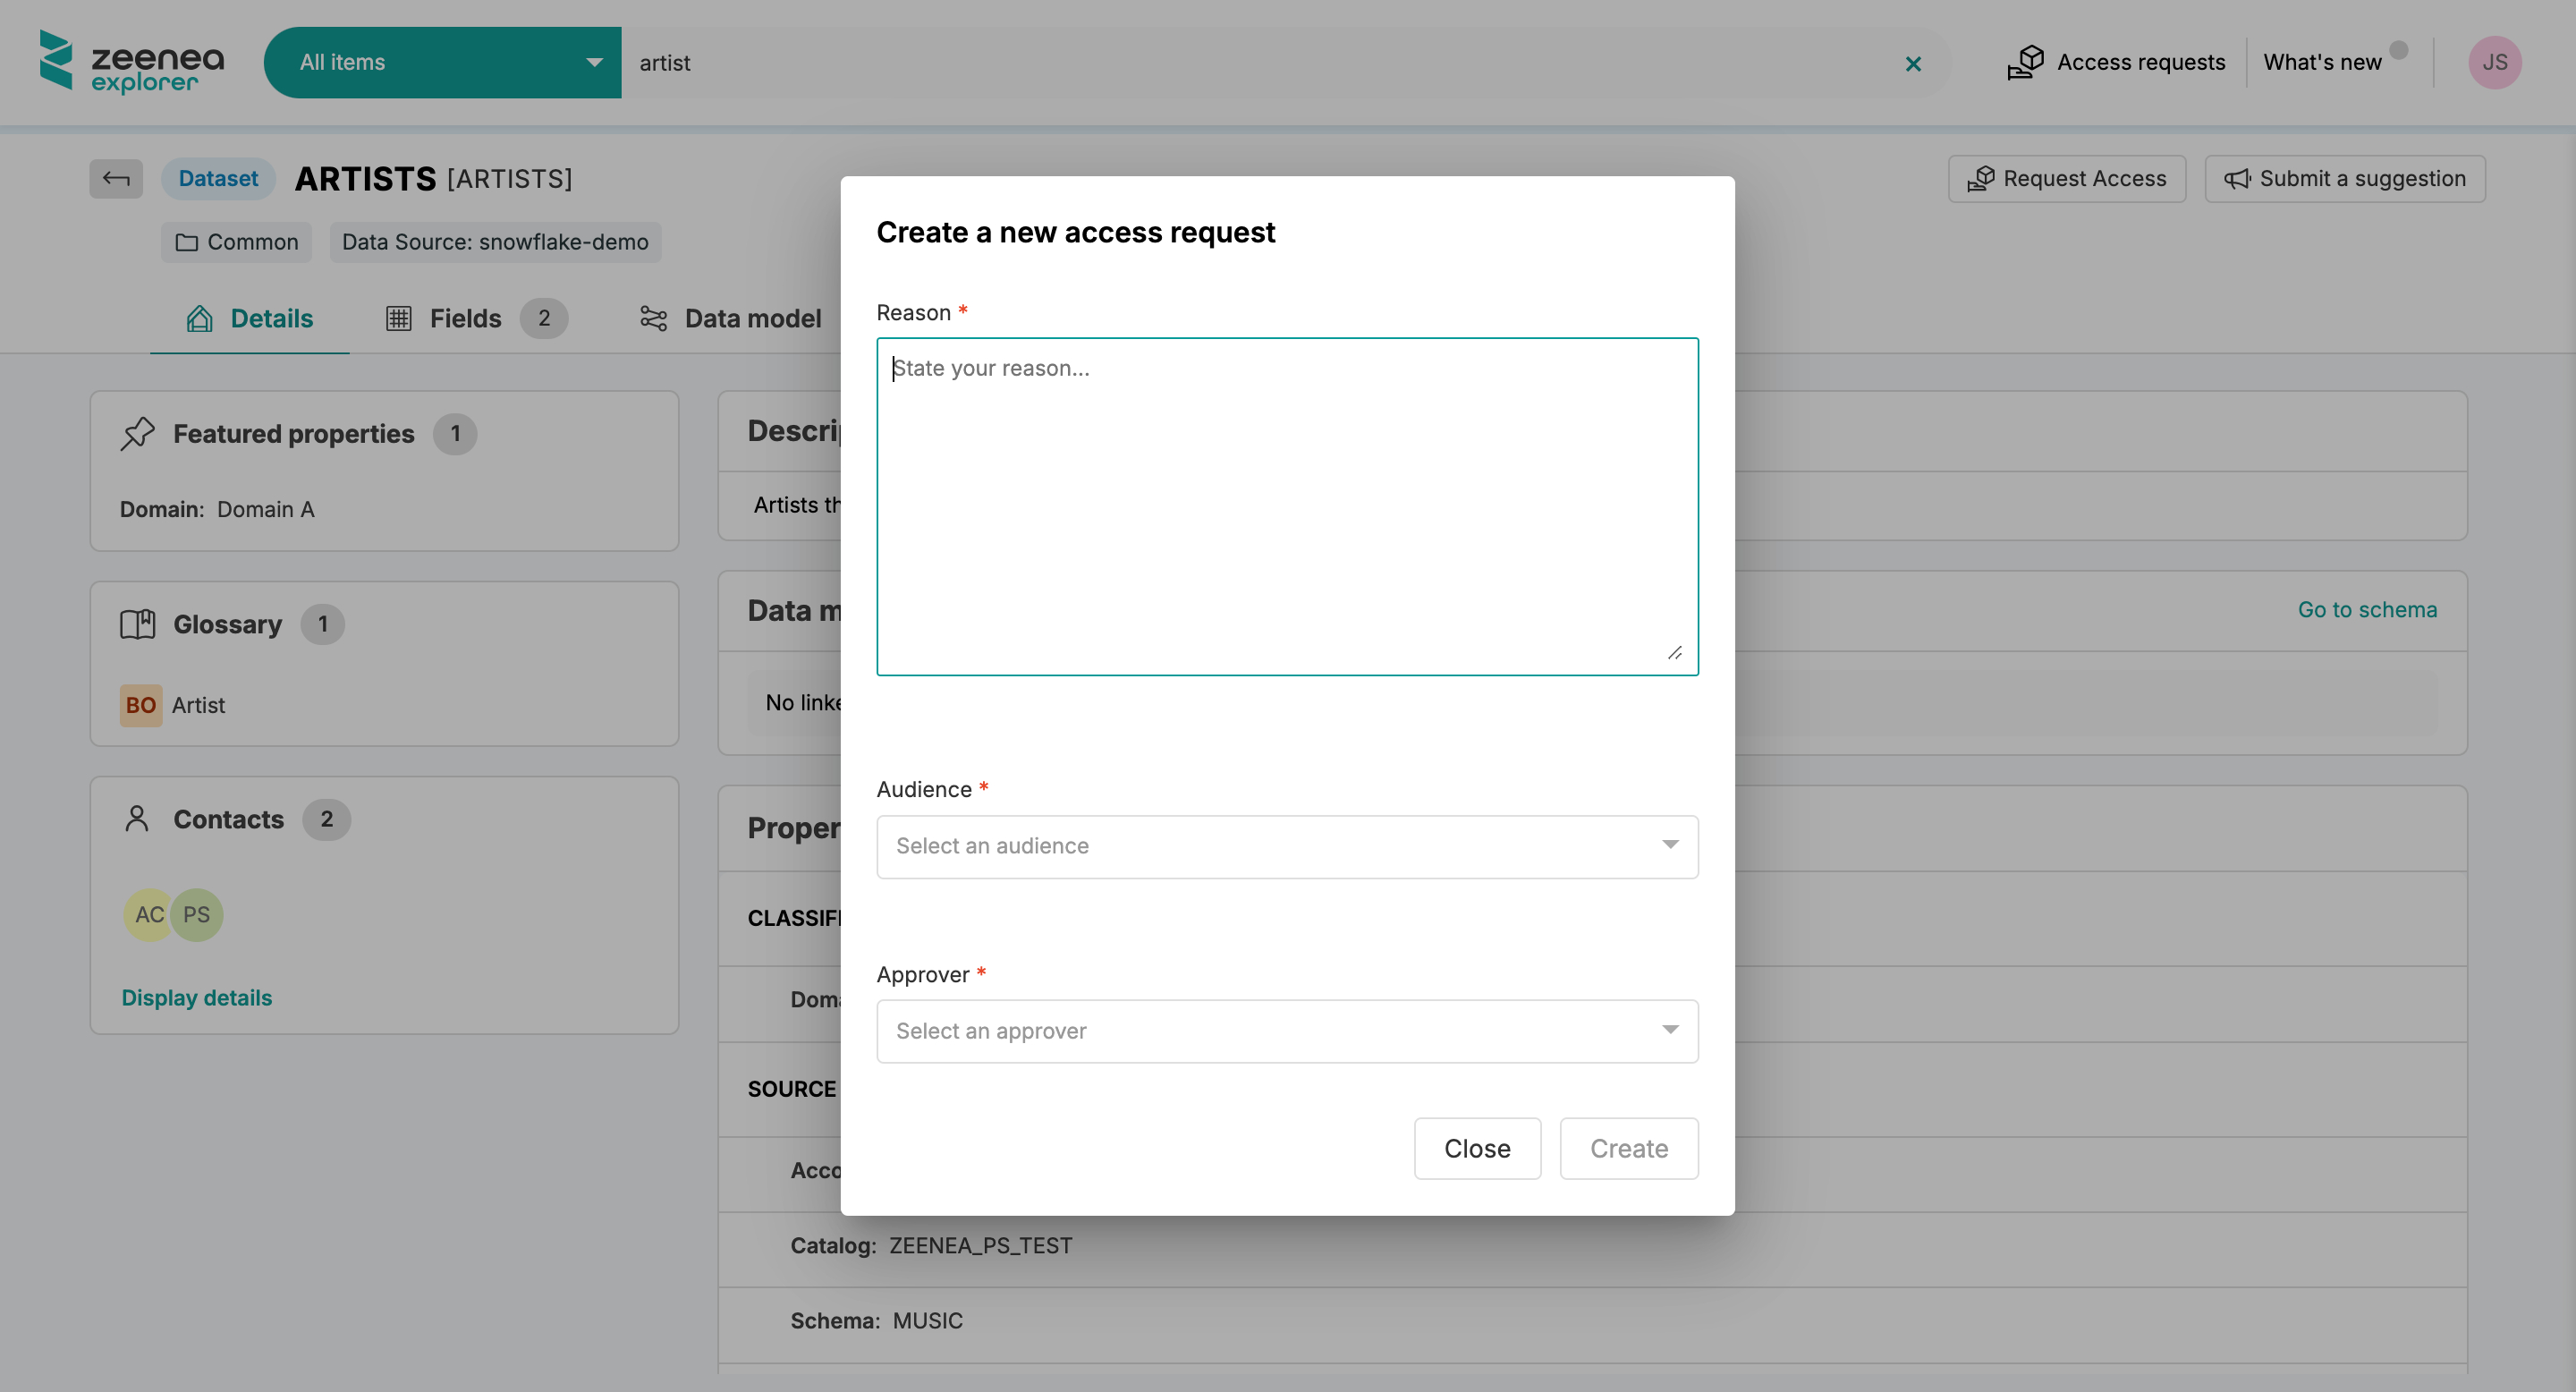 zeenea
explorer
All items
artist
Access requests
What's new
JS
Dataset
ARTISTS [ARTISTS]
Request Access
Submit a suggestion
Common
Data Source: snowflake-demo
Details
Fields 2
Data model
Create a new access request
Reason *
State your reason...
Audience *
Select an audience
Approver *
Select an approver
Close
Create
Featured properties 1
Domain: Domain A
Glossary 1
BO Artist
Contacts 2
AC PS
Display details
Descrip
Artists th
Data m
Go to schema
No linke
Proper
CLASSIFI
Doma
SOURCE
Acco
Catalog: ZEENEA_PS_TEST
Schema: MUSIC